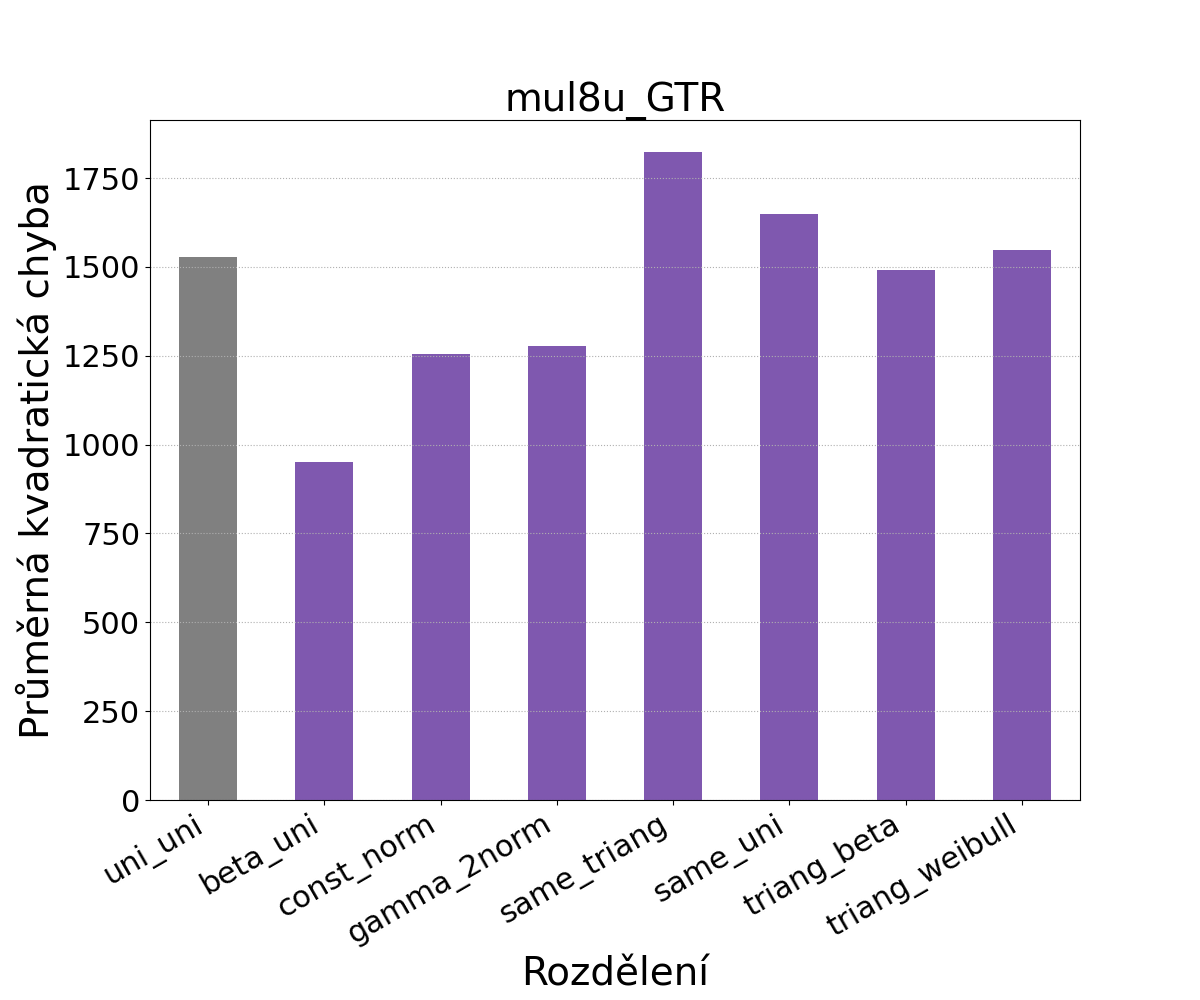 mul8u_GTR
Průměrná kvadratická chyba
1750
1500
1250
1000
750
500
250
0
uni_uni
beta_uni
const_norm
gamma_2norm
same_triang
same_uni
triang_beta
triang_weibull
Rozdělení